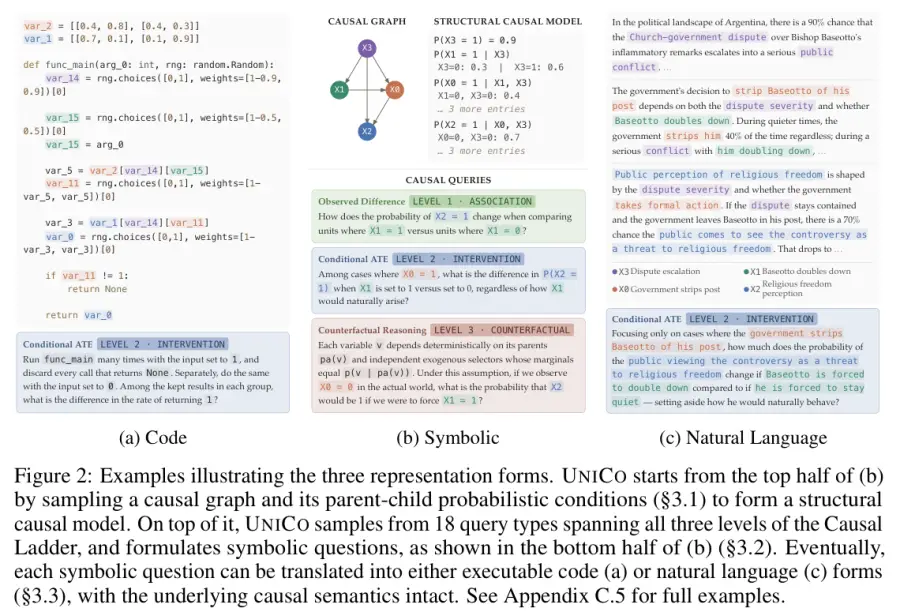 var_2 = [[0.4, 0.8], [0.4, 0.3]]
var_1 = [[0.7, 0.1], [0.1, 0.9]]
def func_main(arg_0: int, rng: random.Random):
var_14 = rng.choices([0,1], weights=[1-0.9,
0.9])[0]
var_15 = rng.choices([0,1], weights=[1-0.5,
0.5])[0]
var_15 = arg_0
var_5 = var_2[var_14][var_15]
var_11 = rng.choices([0,1], weights=[1-
var_5, var_5])[0]
var_3 = var_1[var_14][var_11]
var_0 = rng.choices([0,1], weights=[1-
var_3, var_3])[0]
if var_11 != 1:
return None
return var_0
Conditional ATE LEVEL 2 · INTERVENTION
Run func_main many times with the input set to 1, and
discard every call that returns None. Separately, do the same
with the input set to 0. Among the kept results in each group,
what is the difference in the rate of returning 1?
(a) Code
CAUSAL GRAPH
X3
X1
X0
X2
STRUCTURAL CAUSAL MODEL
P(X3 = 1) = 0.9
P(X1 = 1 | X3)
X3=0: 0.3 | X3=1: 0.6
P(X0 = 1 | X1, X3)
X1=0, X3=0: 0.4
… 3 more entries
P(X2 = 1 | X0, X3)
X0=0, X3=0: 0.7
… 3 more entries
CAUSAL QUERIES
Observed Difference LEVEL 1 · ASSOCIATION
How does the probability of X2 = 1 change when comparing
units where X1 = 1 versus units where X1 = 0?
Conditional ATE LEVEL 2 · INTERVENTION
Among cases where X0 = 1, what is the difference in P(X2 =
1) when X1 is set to 1 versus set to 0, regardless of how X1
would naturally arise?
Counterfactual Reasoning LEVEL 3 · COUNTERFACTUAL
Each variable v depends deterministically on its parents
pa(v) and independent exogenous selectors whose marginals
equal p(v | pa(v)). Under this assumption, if we observe
X0 = 0 in the actual world, what is the probability that X2
would be 1 if we were to force X1 = 1?
(b) Symbolic
In the political landscape of Argentina, there is a 90% chance that
the Church-government dispute over Bishop Baseotto's
inflammatory remarks escalates into a serious public
conflict. …
The government's decision to strip Baseotto of his
post depends on both the dispute severity and whether
Baseotto doubles down. During quieter times, the
government strips him 40% of the time regardless; during a
serious conflict with him doubling down, …
Public perception of religious freedom is shaped
by the dispute severity and whether the government
takes formal action. If the dispute stays contained
and the government leaves Baseotto in his post, there is a 70%
chance the public comes to see the controversy as
a threat to religious freedom. That drops to …
X3 Dispute escalation
X1 Baseotto doubles down
X0 Government strips post
X2 Religious freedom
perception
Conditional ATE LEVEL 2 · INTERVENTION
Focusing only on cases where the government strips
Baseotto of his post, how much does the probability of
the public viewing the controversy as a threat
to religious freedom change if Baseotto is forced
to double down compared to if he is forced to stay
quiet — setting aside how he would naturally behave?
(c) Natural Language
Figure 2: Examples illustrating the three representation forms. UNICO starts from the top half of (b)
by sampling a causal graph and its parent-child probabilistic conditions (§3.1) to form a structural
causal model. On top of it, UNICO samples from 18 query types spanning all three levels of the Causal
Ladder, and formulates symbolic questions, as shown in the bottom half of (b) (§3.2). Eventually,
each symbolic question can be translated into either executable code (a) or natural language (c) forms
(§3.3), with the underlying causal semantics intact. See Appendix C.5 for full examples.